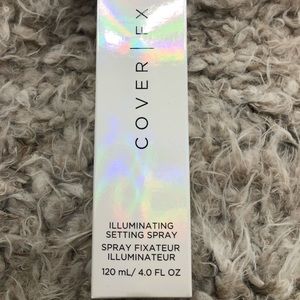 COVER | FX
ILLUMINATING
SETTING SPRAY
SPRAY FIXATEUR
ILLUMINATEUR
120 mL/ 4.0 FL OZ